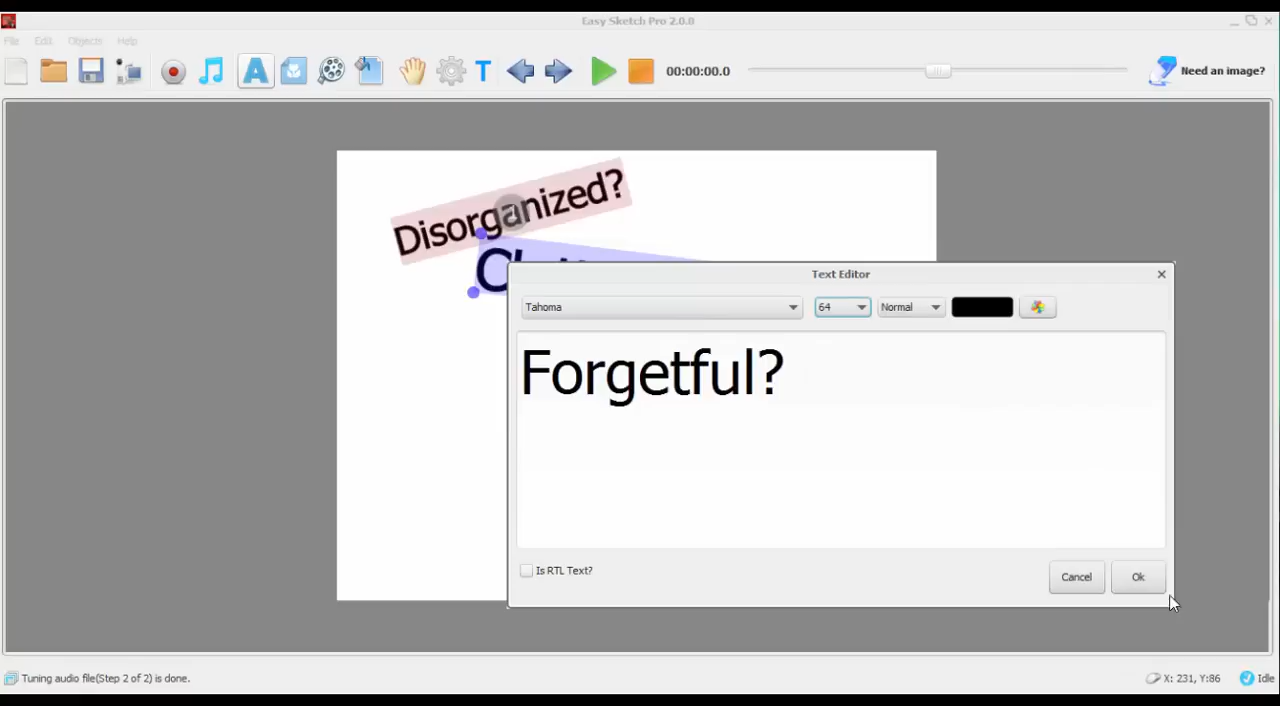 Easy Sketch Pro 2.0.0
File Edit Objects Help
A T 00:00:00.0 Need an image?
Disorganized?
Text Editor
Tahoma 64 Normal
Forgetful?
Is RTL Text?
Cancel Ok
Tuning audio file(Step 2 of 2) is done. X: 231, Y:86 Idle